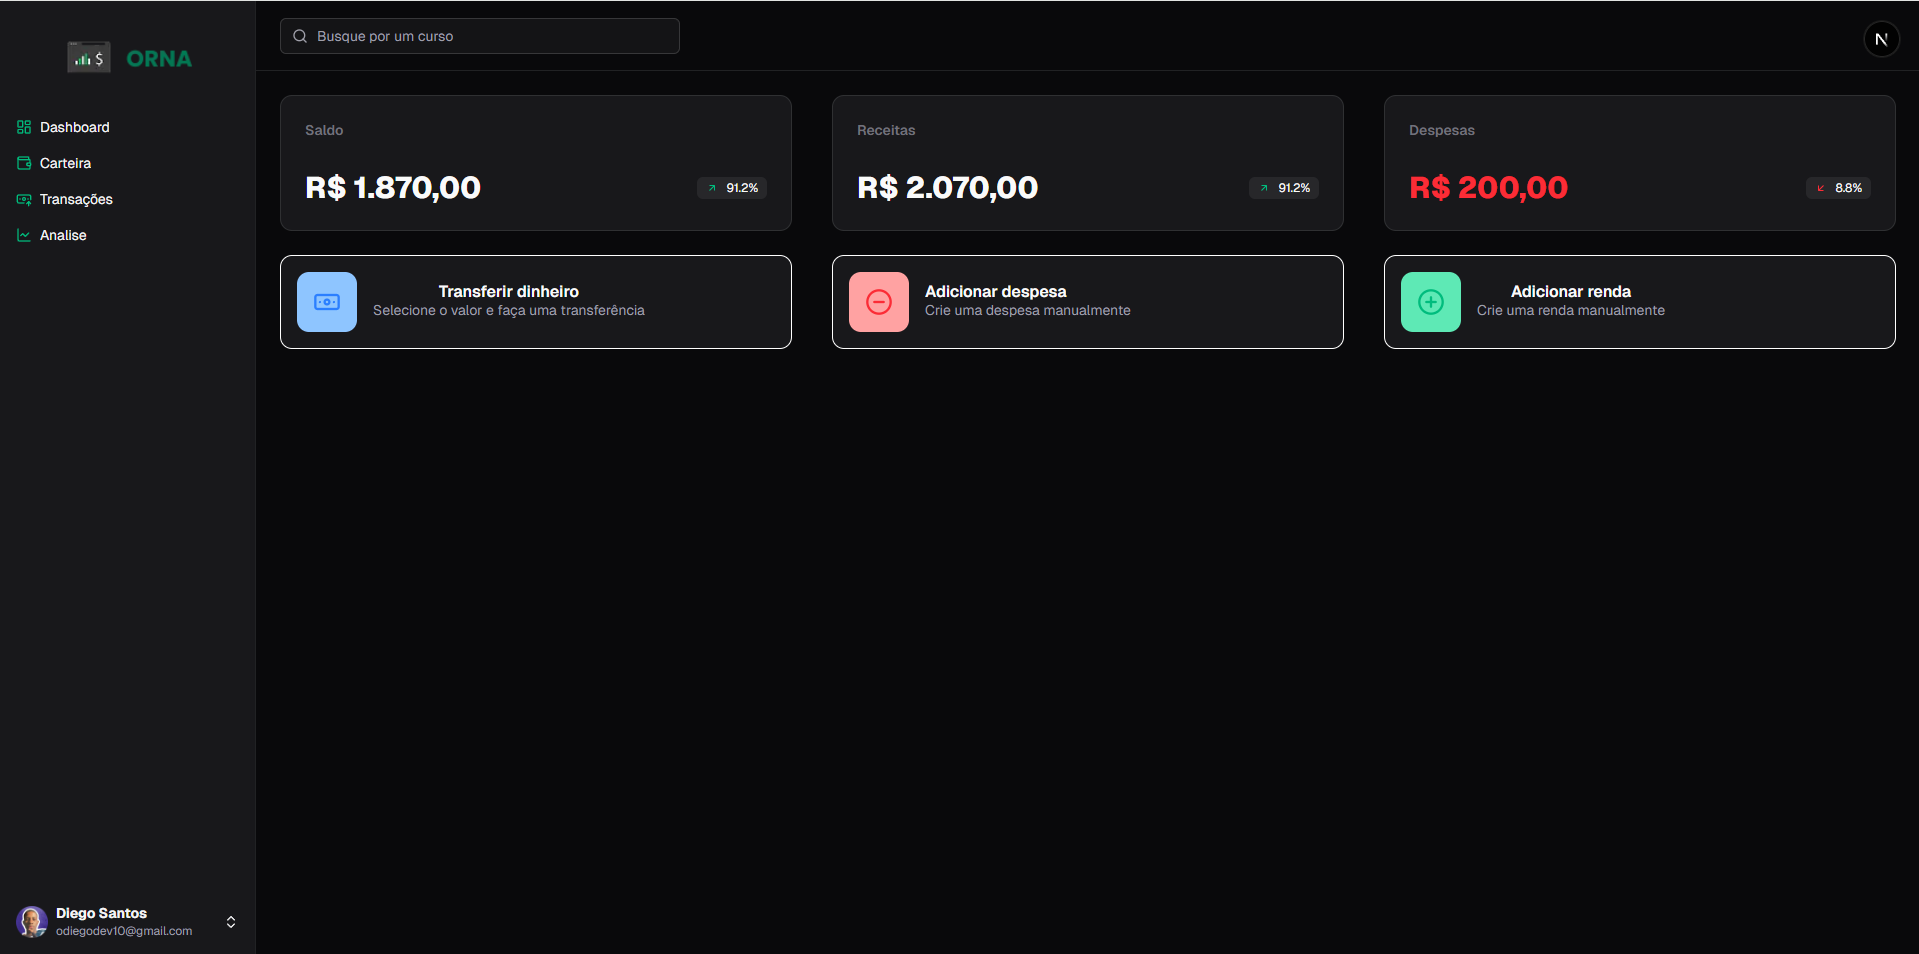 $ ORNA
Busque por um curso
N
Dashboard
Carteira
Transações
Analise
Saldo
R$ 1.870,00
91.2%
Receitas
R$ 2.070,00
91.2%
Despesas
R$ 200,00
8.8%
Transferir dinheiro
Selecione o valor e faça uma transferência
Adicionar despesa
Crie uma despesa manualmente
Adicionar renda
Crie uma renda manualmente
Diego Santos
odiegodev10@gmail.com